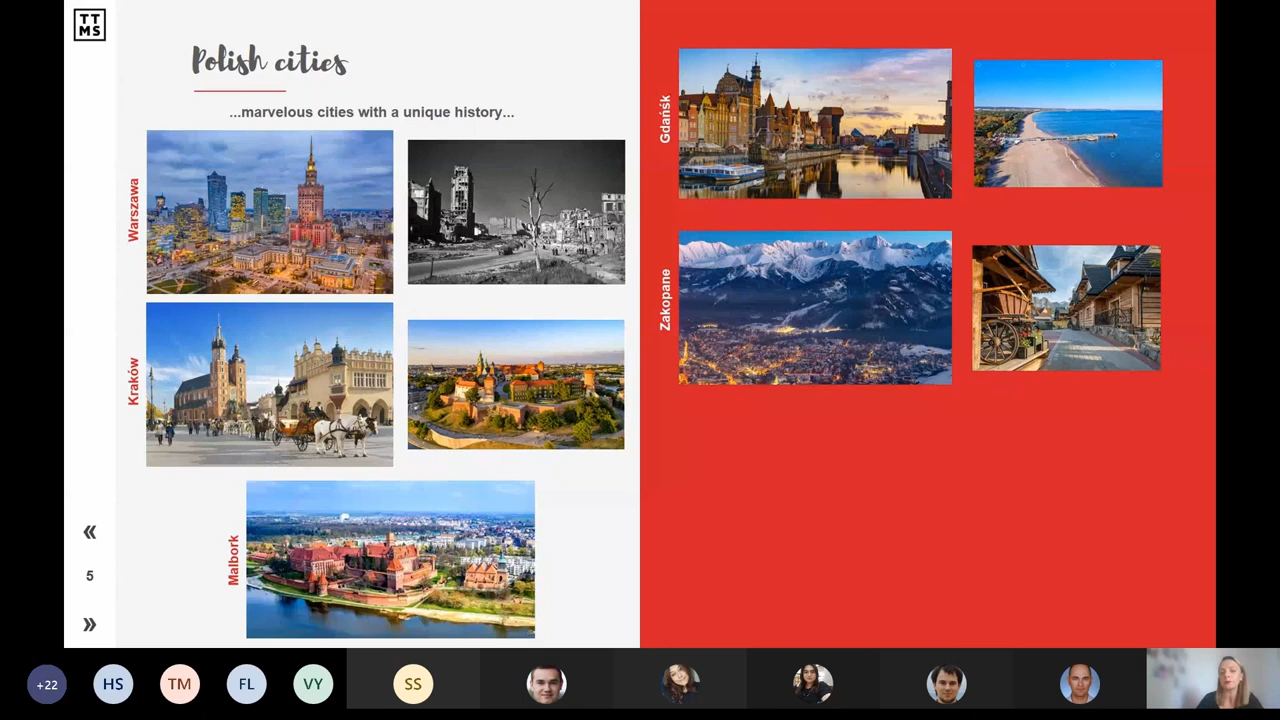 TT
MS
Polish cities
...marvelous cities with a unique history...
Warszawa
Kraków
Malbork
Gdańsk
Zakopane
«
5
»
+22
HS
TM
FL
VY
SS